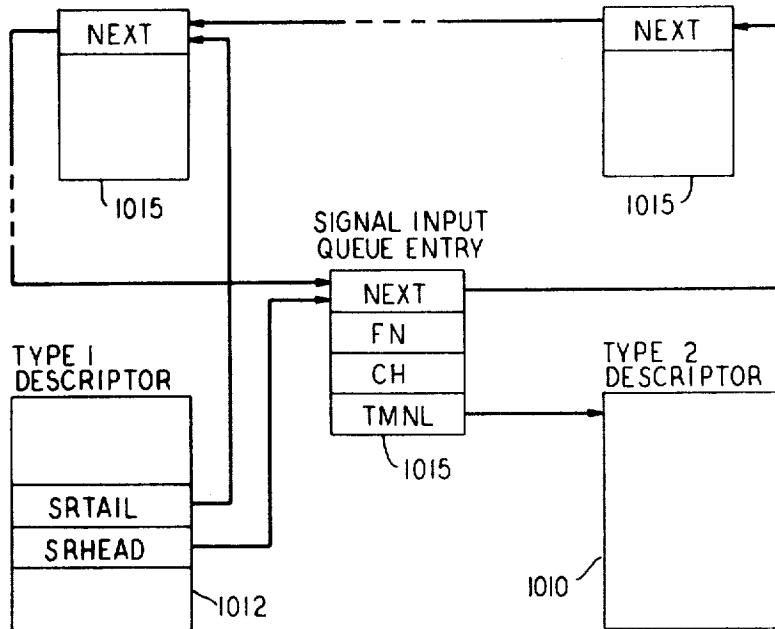 NEXT
NEXT
1015
1015
SIGNAL INPUT
QUEUE ENTRY
NEXT
FN
CH
TMNL
1015
TYPE 1
DESCRIPTOR
SRTAIL
SRHEAD
1012
TYPE 2
DESCRIPTOR
1010